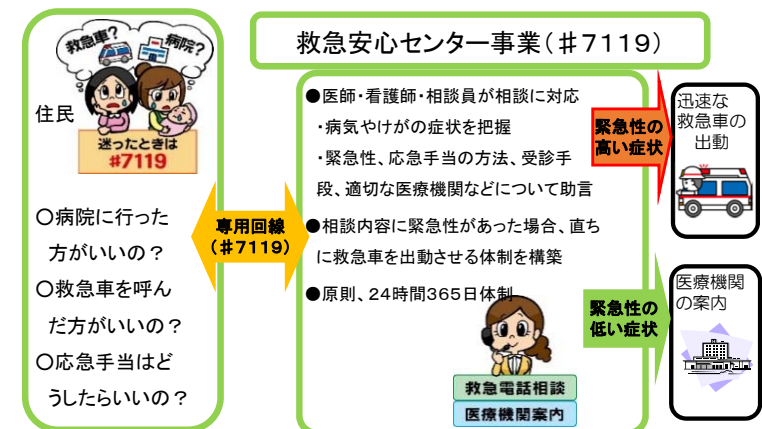 救急安心センター事業(♯7119)
救急車?
病院?
住民
迷ったときは
#7119
○病院に行った
方がいいの?
○救急車を呼ん
だ方がいいの?
○応急手当はど
うしたらいいの?
専用回線
(♯7119)
●医師・看護師・相談員が相談に対応
・病気やけがの症状を把握
・緊急性、応急手当の方法、受診手
段、適切な医療機関などについて助言
●相談内容に緊急性があった場合、直ち
に救急車を出動させる体制を構築
●原則、24時間365日体制
救急電話相談
医療機関案内
緊急性の
高い症状
迅速な
救急車の
出動
緊急性の
低い症状
医療機関
の案内